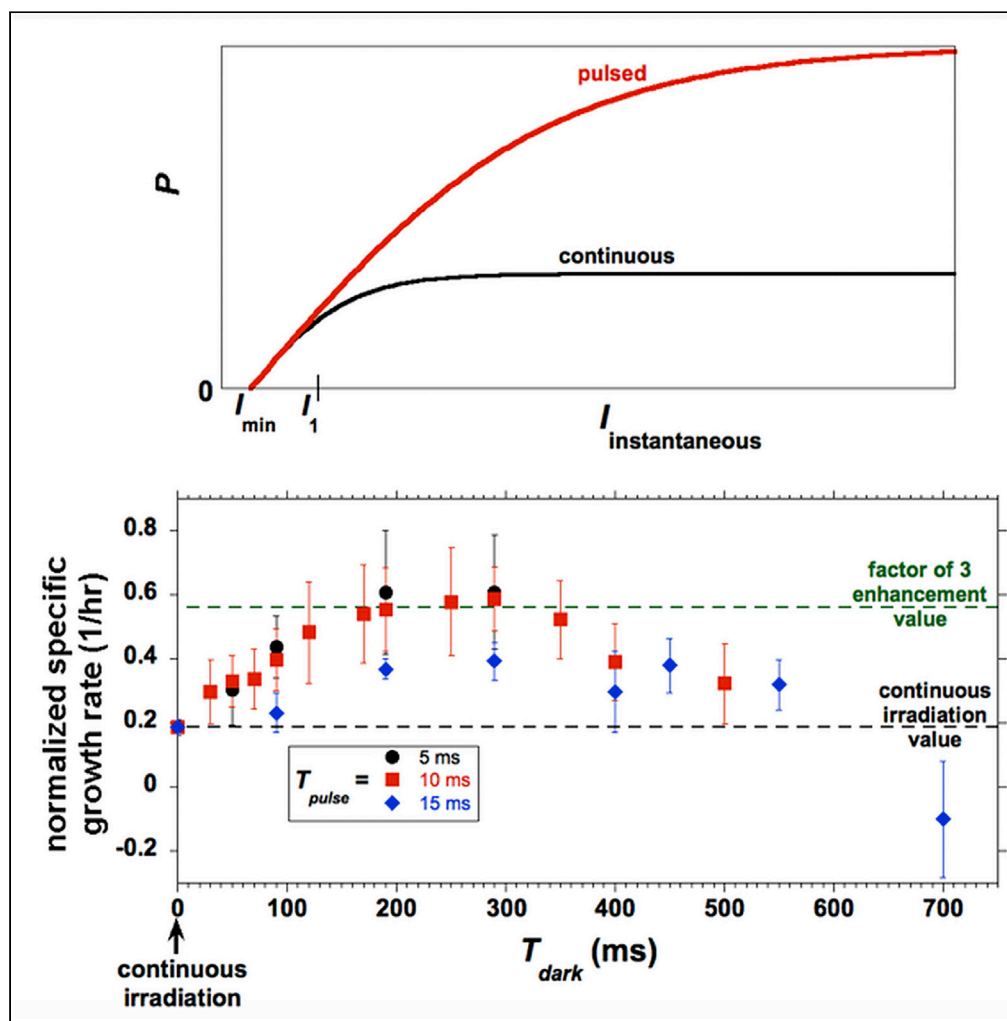 pulsed
P
continuous
0
I min
I 1
I instantaneous
normalized specific
growth rate (1/hr)
0.8
0.6
0.4
0.2
0
-0.2
factor of 3
enhancement
value
continuous
irradiation
value
T pulse =
5 ms
10 ms
15 ms
0
100
200
300
400
500
600
700
T dark (ms)
continuous
irradiation